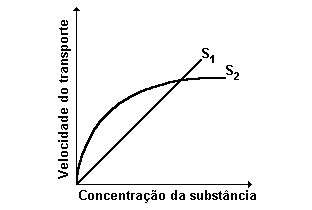 Velocidade do transporte
S1
S2
Concentração da substância